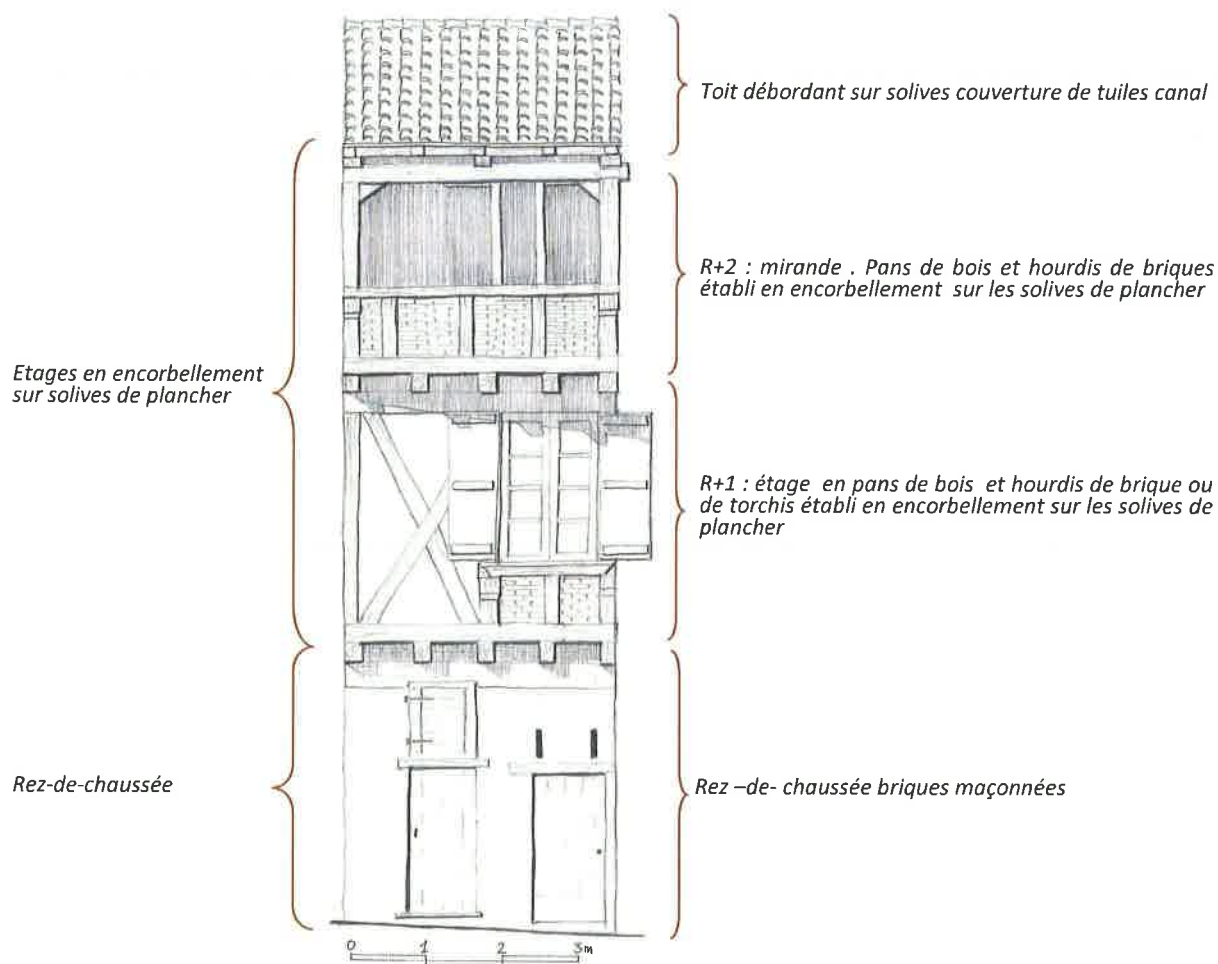 Toit débordant sur solives couverture de tuiles canal
R+2 : mirande . Pans de bois et hourdis de briques
établi en encorbellement sur les solives de plancher
Etages en encorbellement
sur solives de plancher
R+1 : étage en pans de bois et hourdis de brique ou
de torchis établi en encorbellement sur les solives de
plancher
Rez-de-chaussée
Rez –de- chaussée briques maçonnées
0 1 2 3m